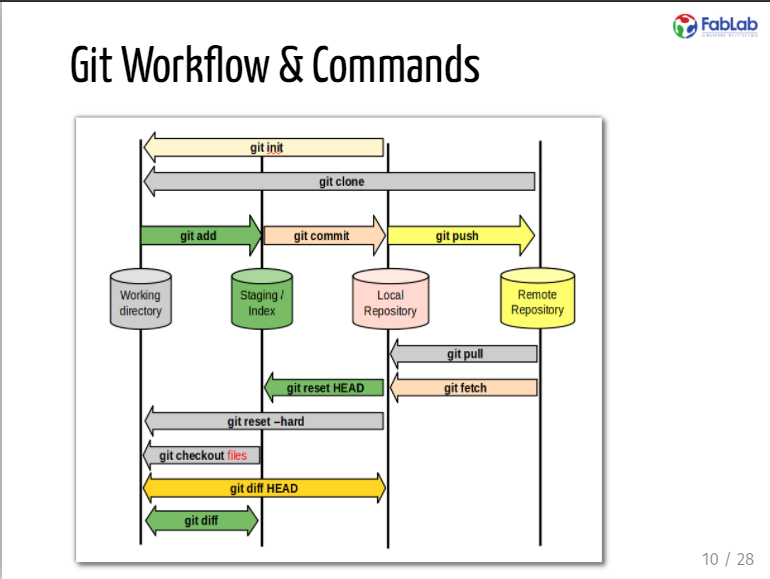 FabLab
Git Workflow & Commands
git init
git clone
git add
git commit
git push
Working
directory
Staging /
Index
Local
Repository
Remote
Repository
git pull
git reset HEAD
git fetch
git reset –hard
git checkout files
git diff HEAD
git diff
10 / 28